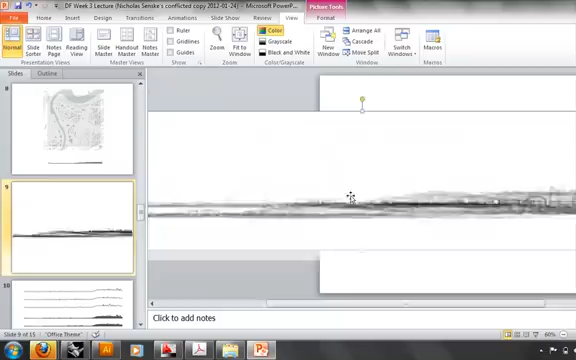 DF Week 3 Lecture (Nicholas Senske's conflicted copy 2012-01-24) - Microsoft PowerP...
Picture Tools
File Home Insert Design Transitions Animations Slide Show Review View Format
Normal Slide Sorter Notes Page Reading View
Presentation Views
Slide Master Handout Master Notes Master
Master Views
Ruler
Gridlines
Guides
Show
Zoom Fit to Window
Zoom
Color
Grayscale
Black and White
Color/Grayscale
New Window
Arrange All
Cascade
Move Split
Window
Switch Windows
Macros
Macros
Slides Outline
8
9
10
Click to add notes
Slide 9 of 15 "Office Theme" 60%